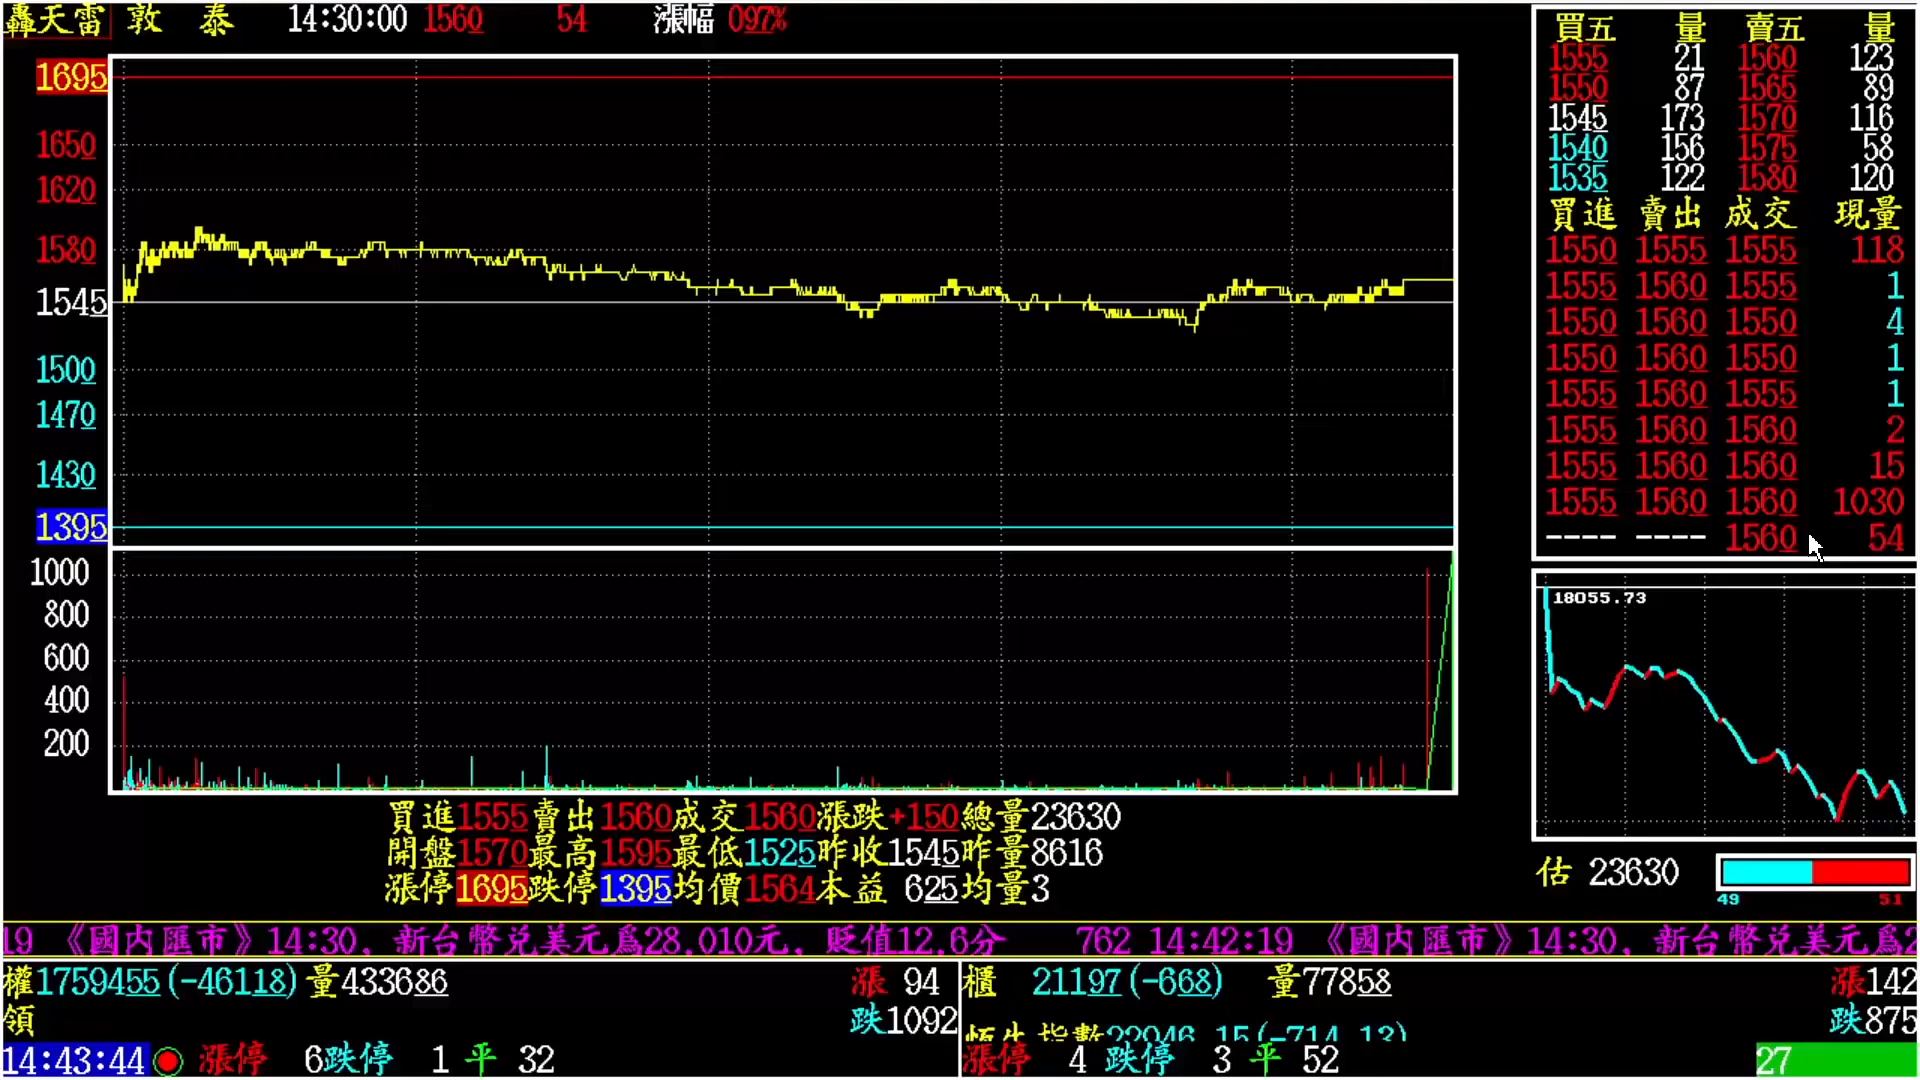 轟天雷 敦 泰 14:30:00 1560 54 漲幅 097%
1695
1650
1620
1580
1545
1500
1470
1430
1395
1000
800
600
400
200
買進1555賣出1560成交1560漲跌+150總量23630
開盤1570最高1595最低1525昨收1545昨量8616
漲停1695跌停1395均價1564本益 625均量3
買五 量 賣五 量
1555 21 1560 123
1550 87 1565 89
1545 173 1570 116
1540 156 1575 58
1535 122 1580 120
買進 賣出 成交 現量
1550 1555 1555 118
1555 1560 1555 1
1550 1560 1550 4
1550 1560 1550 1
1555 1560 1555 1
1555 1560 1560 2
1555 1560 1560 15
1555 1560 1560 1030
---- ---- 1560 54
18055.73
估 23630
49 51
19 《國內匯市》14:30, 新台幣兌美元爲28.010元, 貶值12.6分 762 14:42:19 《國內匯市》14:30, 新台幣兌美元爲2
權1759455(-46118)量433686 漲 94
領 跌1092
櫃 21197(-668) 量77858 漲142
恆生指數22046.15(-714.13) 跌875
14:43:44 漲停 6跌停 1 平 32
漲停 4 跌停 3 平 52
27